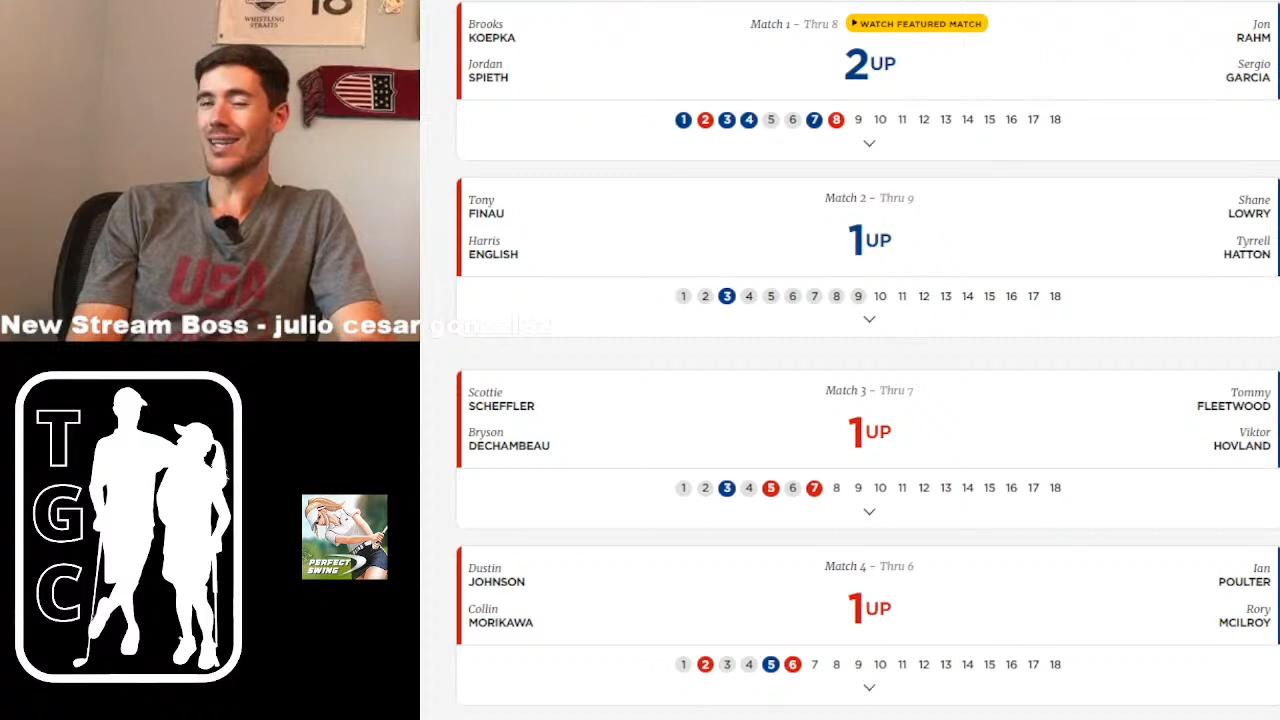 WHISTLING
STRAITS
USA
New Stream Boss - julio cesar gonzalez
TGC
PERFECT
SWING
Brooks
KOEPKA
Jordan
SPIETH
Match 1 - Thru 8 WATCH FEATURED MATCH
2UP
Jon
RAHM
Sergio
GARCIA
1 2 3 4 5 6 7 8 9 10 11 12 13 14 15 16 17 18
Tony
FINAU
Harris
ENGLISH
Match 2 - Thru 9
1UP
Shane
LOWRY
Tyrrell
HATTON
1 2 3 4 5 6 7 8 9 10 11 12 13 14 15 16 17 18
Scottie
SCHEFFLER
Bryson
DECHAMBEAU
Match 3 - Thru 7
1UP
Tommy
FLEETWOOD
Viktor
HOVLAND
1 2 3 4 5 6 7 8 9 10 11 12 13 14 15 16 17 18
Dustin
JOHNSON
Collin
MORIKAWA
Match 4 - Thru 6
1UP
Ian
POULTER
Rory
MCILROY
1 2 3 4 5 6 7 8 9 10 11 12 13 14 15 16 17 18